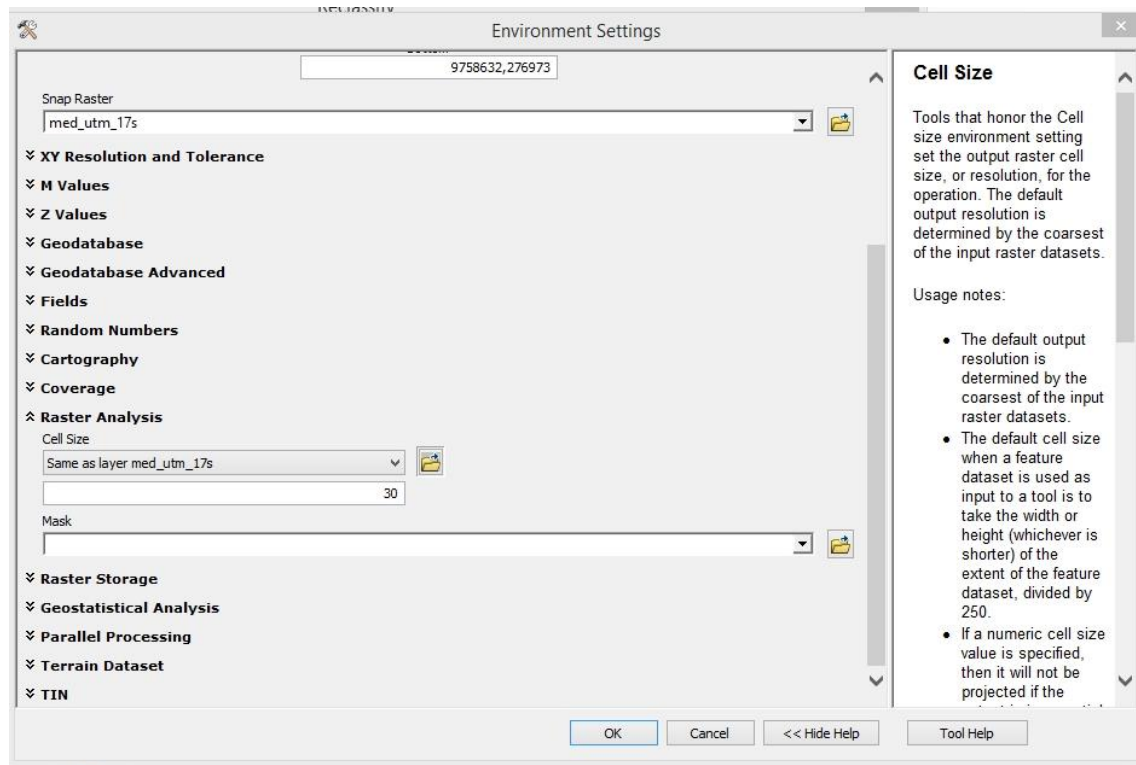 Environment Settings
9758632,276973
Snap Raster
med_utm_17s
XY Resolution and Tolerance
M Values
Z Values
Geodatabase
Geodatabase Advanced
Fields
Random Numbers
Cartography
Coverage
Raster Analysis
Cell Size
Same as layer med_utm_17s
30
Mask
Raster Storage
Geostatistical Analysis
Parallel Processing
Terrain Dataset
TIN
Cell Size
Tools that honor the Cell
size environment setting
set the output raster cell
size, or resolution, for the
operation. The default
output resolution is
determined by the coarsest
of the input raster datasets.
Usage notes:
• The default output
resolution is
determined by the
coarsest of the input
raster datasets.
• The default cell size
when a feature
dataset is used as
input to a tool is to
take the width or
height (whichever is
shorter) of the
extent of the feature
dataset, divided by
250.
• If a numeric cell size
value is specified,
then it will not be
projected if the
OK
Cancel
<< Hide Help
Tool Help